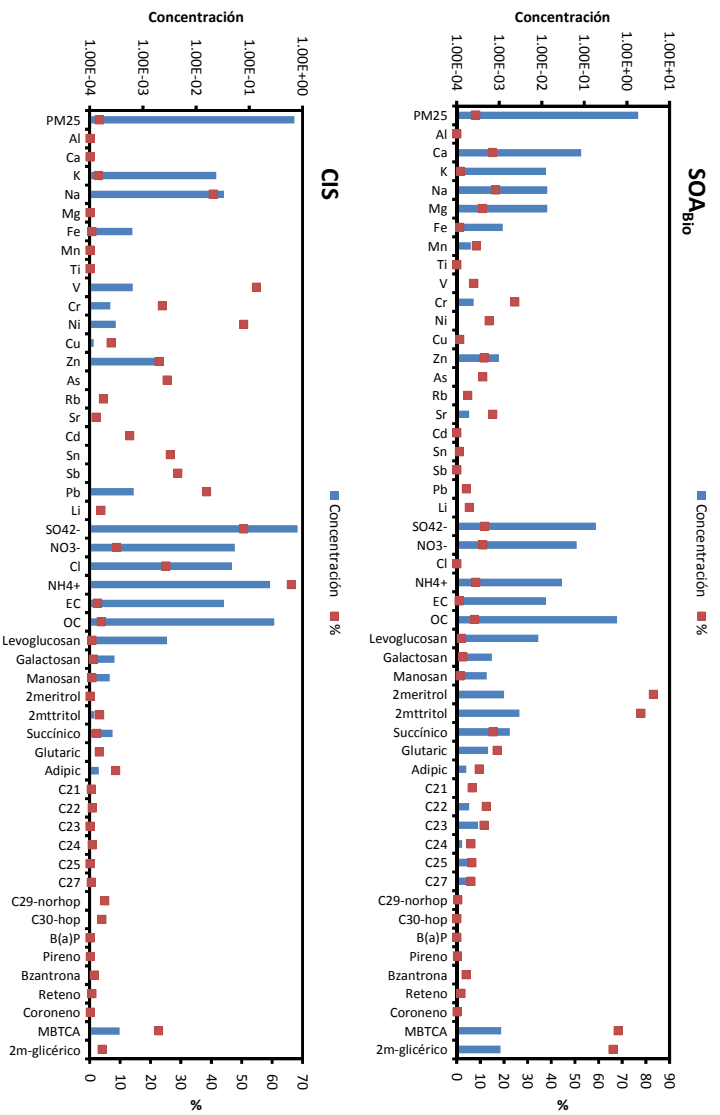 SOABio
Concentración
1.00E-04
1.00E-03
1.00E-02
1.00E-01
1.00E+00
1.00E+01
PM25
Al
Ca
K
Na
Mg
Fe
Mn
Ti
V
Cr
Ni
Cu
Zn
As
Rb
Sr
Cd
Sn
Sb
Pb
Li
SO42-
NO3-
Cl
NH4+
EC
OC
Levoglucosan
Galactosan
Manosan
2meritrol
2mttritol
Succínico
Glutaric
Adipic
C21
C22
C23
C24
C25
C27
C29-norhop
C30-hop
B(a)P
Pireno
Bzantrona
Reteno
Coroneno
MBTCA
2m-glicérico
0
10
20
30
40
50
60
70
80
90
%
Concentración
%
CIS
Concentración
1.00E-04
1.00E-03
1.00E-02
1.00E-01
1.00E+00
PM25
Al
Ca
K
Na
Mg
Fe
Mn
Ti
V
Cr
Ni
Cu
Zn
As
Rb
Sr
Cd
Sn
Sb
Pb
Li
SO42-
NO3-
Cl
NH4+
EC
OC
Levoglucosan
Galactosan
Manosan
2meritrol
2mttritol
Succínico
Glutaric
Adipic
C21
C22
C23
C24
C25
C27
C29-norhop
C30-hop
B(a)P
Pireno
Bzantrona
Reteno
Coroneno
MBTCA
2m-glicérico
0
10
20
30
40
50
60
70
%
Concentración
%